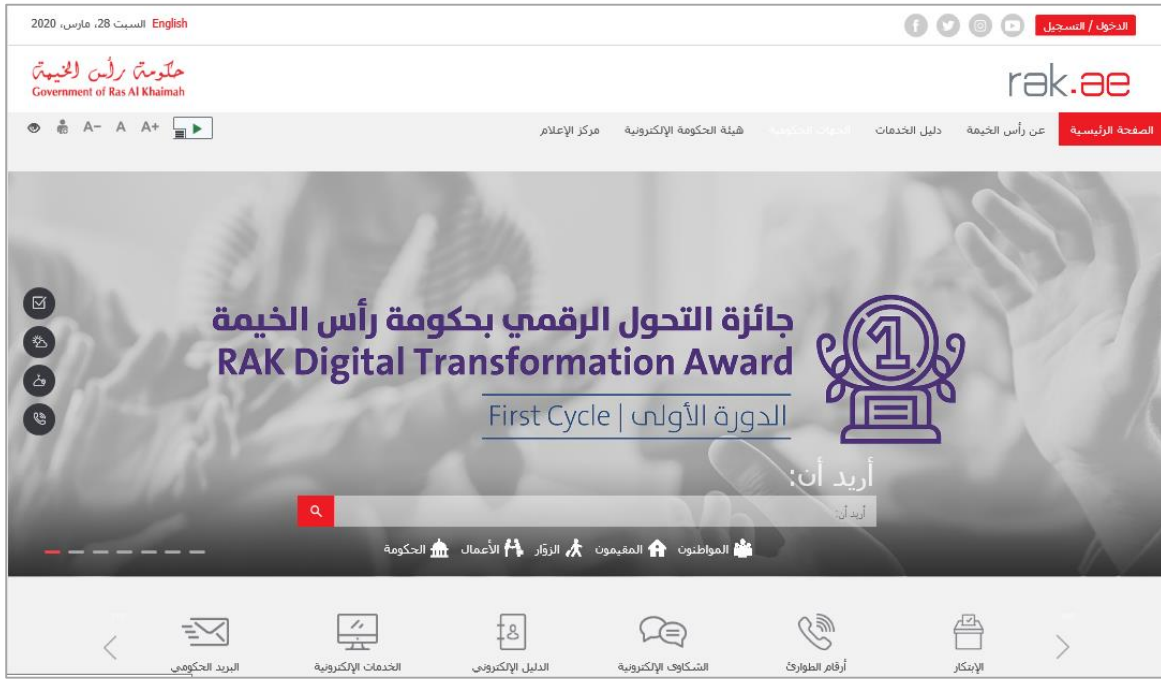 الدخول / التسجيل
السبت 28، مارس، 2020 English
rak.ae
حكومة رأس الخيمة
Government of Ras Al Khaimah
الصفحة الرئيسية عن رأس الخيمة دليل الخدمات الجهات الحكومية هيئة الحكومة الإلكترونية مركز الإعلام
A- A A+
جائزة التحول الرقمي بحكومة رأس الخيمة
RAK Digital Transformation Award
1
الدورة الأولى | First Cycle
أريد أن:
أريد أن:
المواطنون المقيمون الزوّار الأعمال الحكومة
الإبتكار أرقام الطوارئ الشكاوى الإلكترونية الدليل الإلكتروني الخدمات الإلكترونية البريد الحكومي